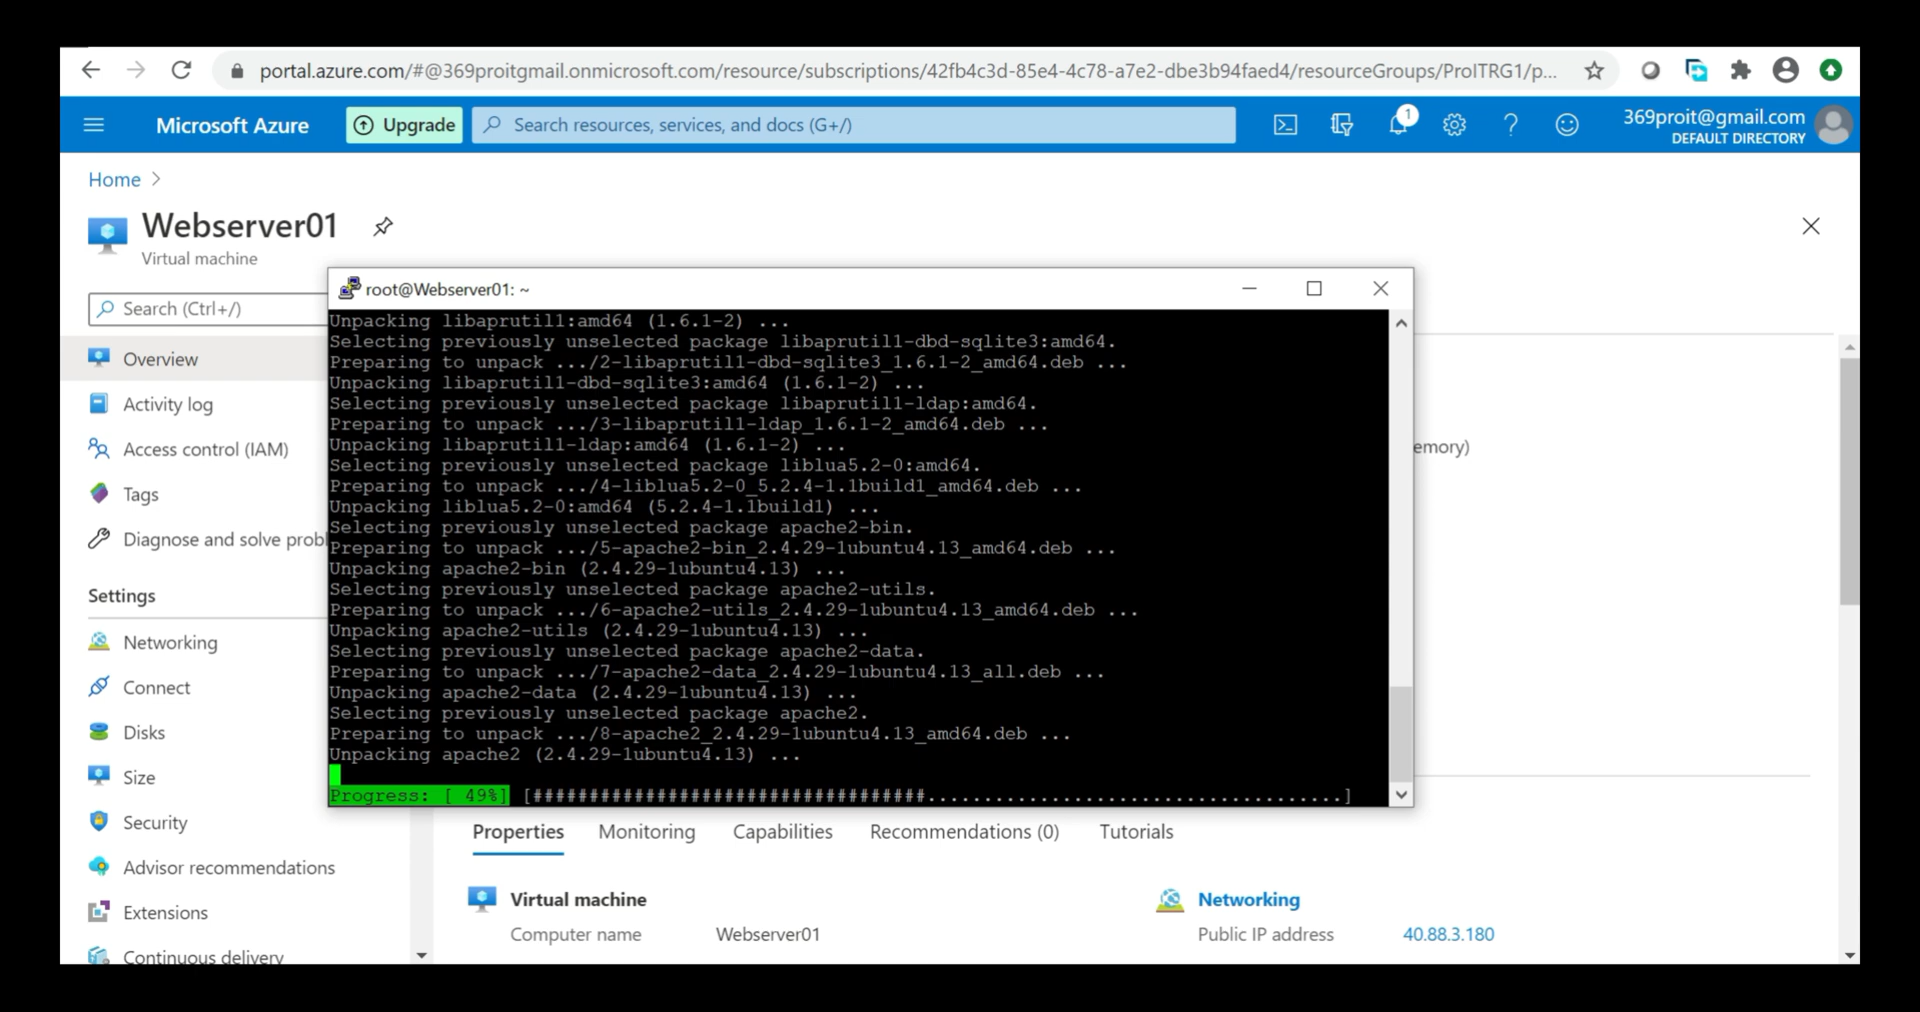 portal.azure.com/#@369proitgmail.onmicrosoft.com/resource/subscriptions/42fb4c3d-85e4-4c78-a7e2-dbe3b94faed4/resourceGroups/ProITRG1/p...
Microsoft Azure
Upgrade
Search resources, services, and docs (G+/)
1
369proit@gmail.com
DEFAULT DIRECTORY
Home >
Webserver01
Virtual machine
Search (Ctrl+/)
Overview
Activity log
Access control (IAM)
Tags
Diagnose and solve prob
Settings
Networking
Connect
Disks
Size
Security
Advisor recommendations
Extensions
Continuous delivery
root@Webserver01: ~
Unpacking libaprutil1:amd64 (1.6.1-2) ...
Selecting previously unselected package libaprutil1-dbd-sqlite3:amd64.
Preparing to unpack .../2-libaprutil1-dbd-sqlite3_1.6.1-2_amd64.deb ...
Unpacking libaprutil1-dbd-sqlite3:amd64 (1.6.1-2) ...
Selecting previously unselected package libaprutil1-ldap:amd64.
Preparing to unpack .../3-libaprutil1-ldap_1.6.1-2_amd64.deb ...
Unpacking libaprutil1-ldap:amd64 (1.6.1-2) ...
Selecting previously unselected package liblua5.2-0:amd64.
Preparing to unpack .../4-liblua5.2-0_5.2.4-1.1build1_amd64.deb ...
Unpacking liblua5.2-0:amd64 (5.2.4-1.1build1) ...
Selecting previously unselected package apache2-bin.
Preparing to unpack .../5-apache2-bin_2.4.29-1ubuntu4.13_amd64.deb ...
Unpacking apache2-bin (2.4.29-1ubuntu4.13) ...
Selecting previously unselected package apache2-utils.
Preparing to unpack .../6-apache2-utils_2.4.29-1ubuntu4.13_amd64.deb ...
Unpacking apache2-utils (2.4.29-1ubuntu4.13) ...
Selecting previously unselected package apache2-data.
Preparing to unpack .../7-apache2-data_2.4.29-1ubuntu4.13_all.deb ...
Unpacking apache2-data (2.4.29-1ubuntu4.13) ...
Selecting previously unselected package apache2.
Preparing to unpack .../8-apache2_2.4.29-1ubuntu4.13_amd64.deb ...
Unpacking apache2 (2.4.29-1ubuntu4.13) ...
Progress: [ 49%] [###################################.....................................]
emory)
Properties
Monitoring
Capabilities
Recommendations (0)
Tutorials
Virtual machine
Computer name
Webserver01
Networking
Public IP address
40.88.3.180